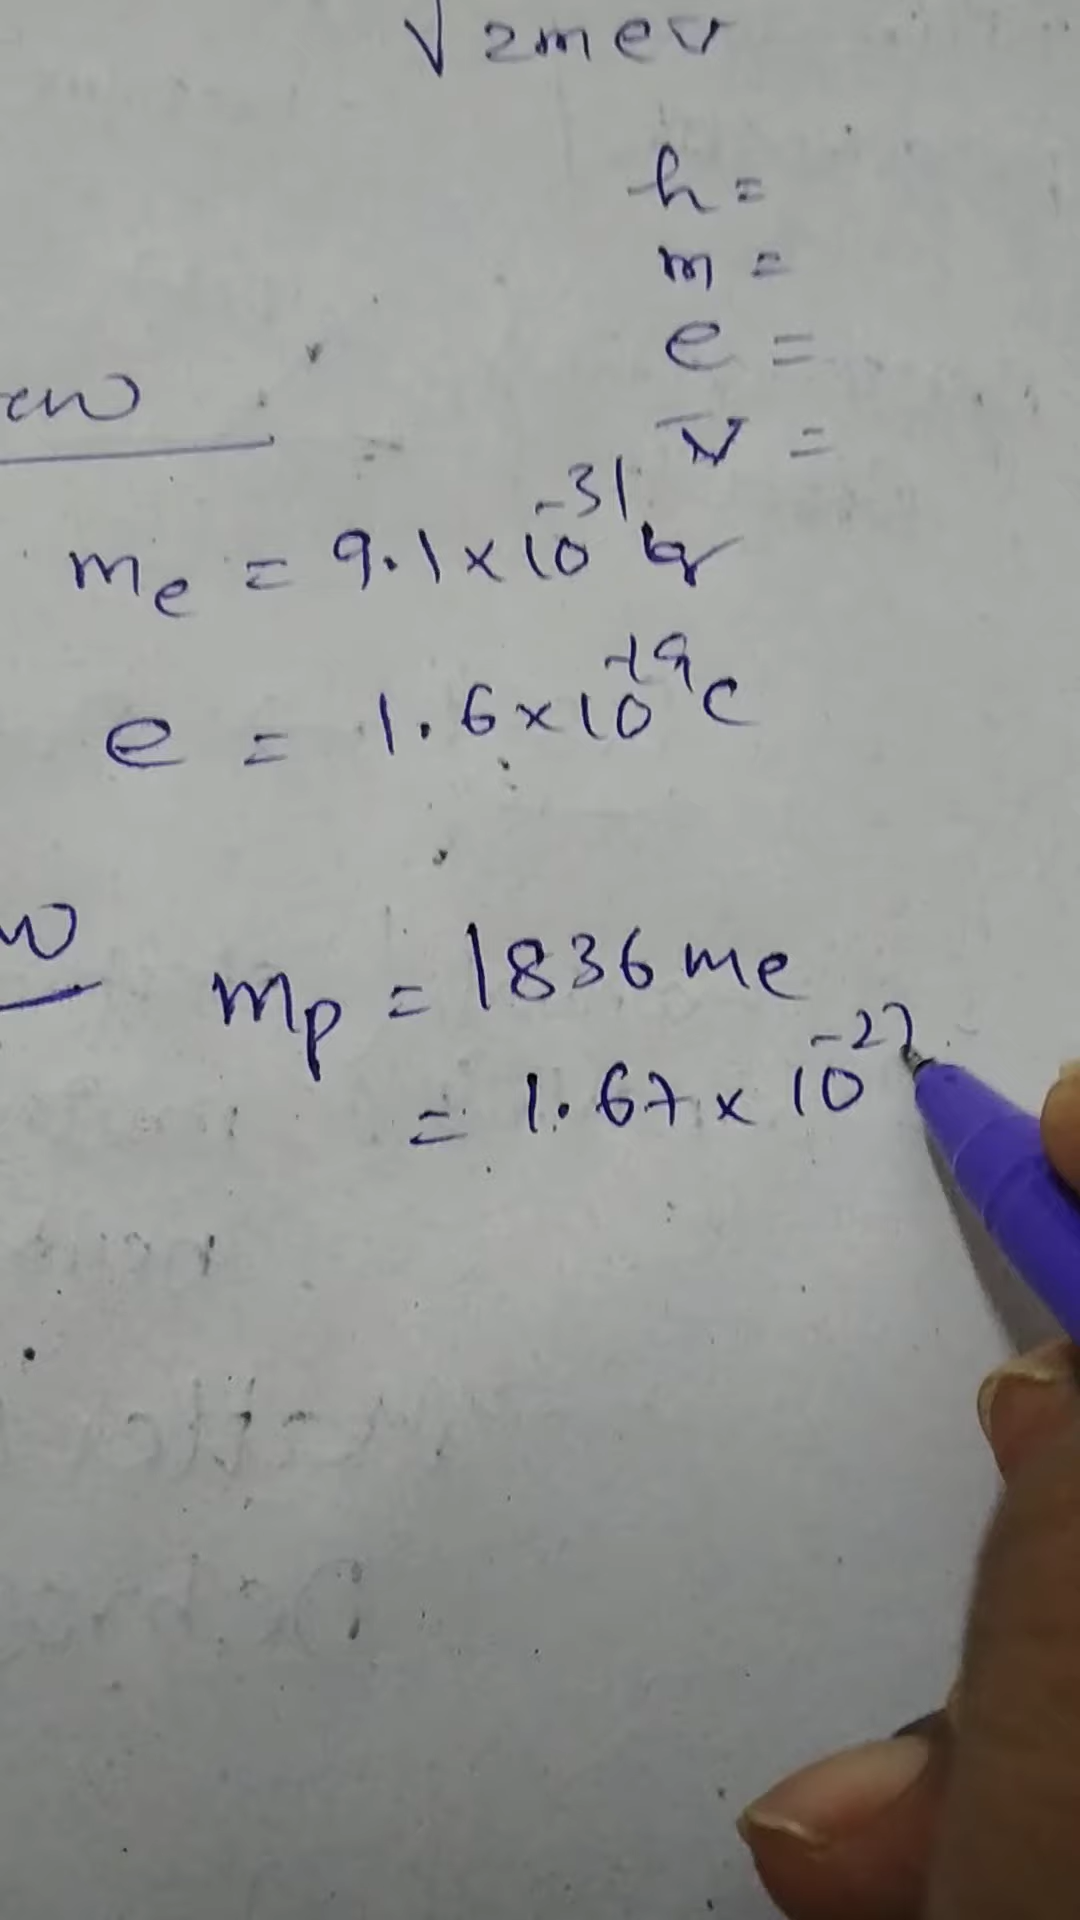 √2meV
h =
m =
e =
V =
me = 9.1×10⁻³¹ kg
e = 1.6×10⁻¹⁹ C
mp = 1836 me
= 1.67 × 10⁻²⁷